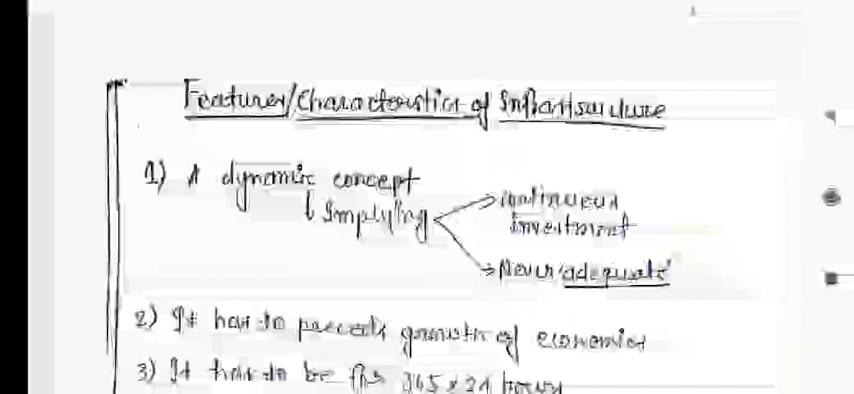 Features/Characteristics of Infrastructure
1) A dynamic concept
Implying
continuous
investment
Never adequate
2) It has to precede growth of economics
3) It has to be for 365 x 24 hours